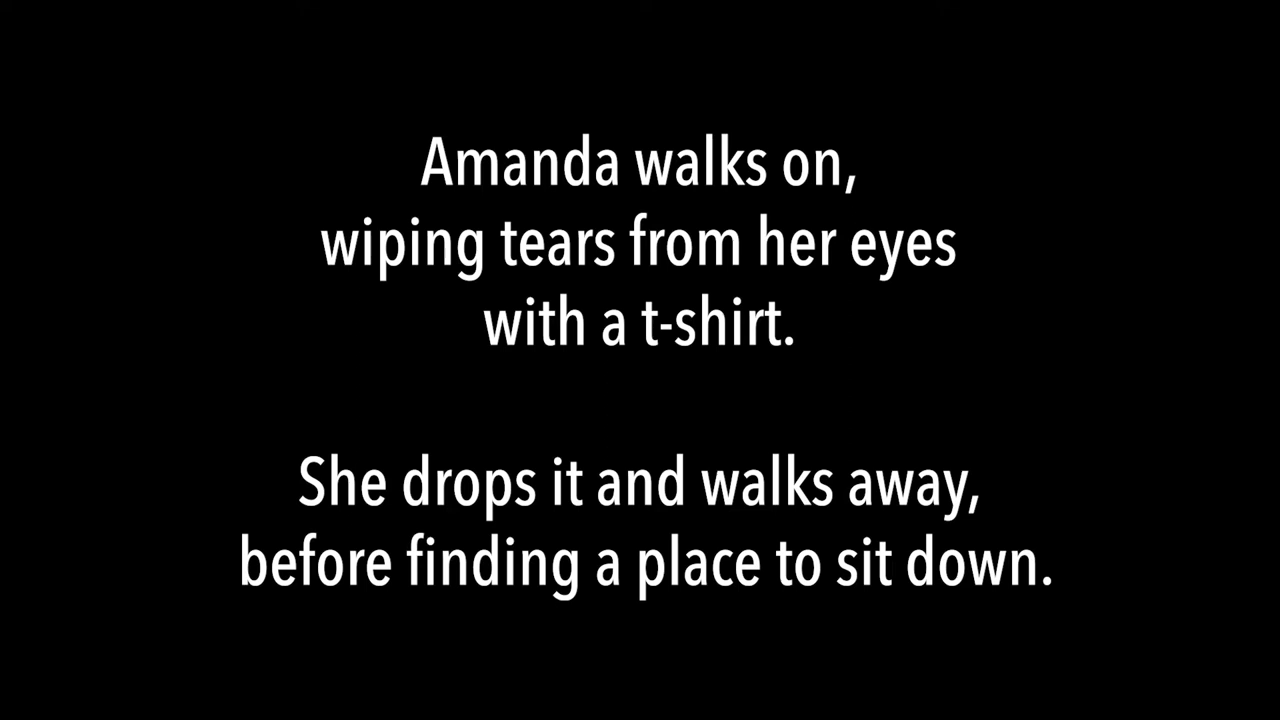 Amanda walks on,
wiping tears from her eyes
with a t-shirt.
She drops it and walks away,
before finding a place to sit down.